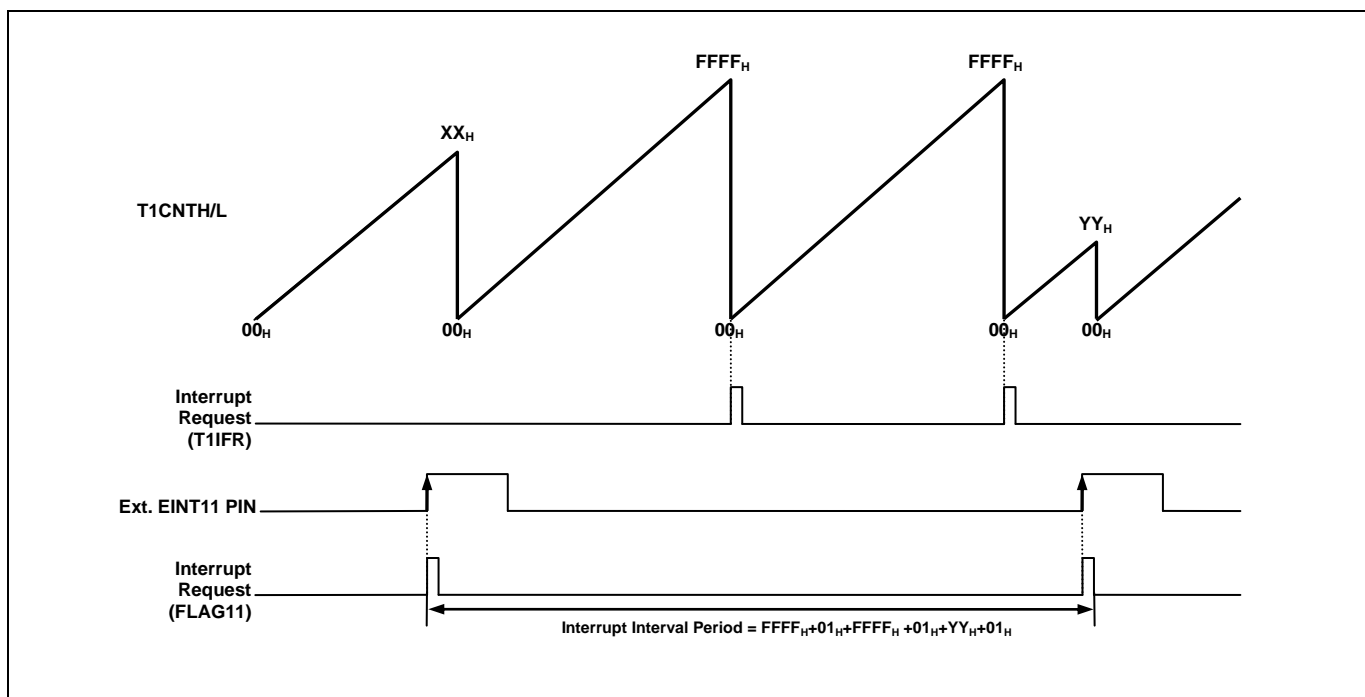 FFFFH
FFFFH
XXH
T1CNTH/L
YYH
00H
00H
00H
00H
00H
Interrupt
Request
(T1IFR)
Ext. EINT11 PIN
Interrupt
Request
(FLAG11)
Interrupt Interval Period = FFFFH+01H+FFFFH +01H+YYH+01H